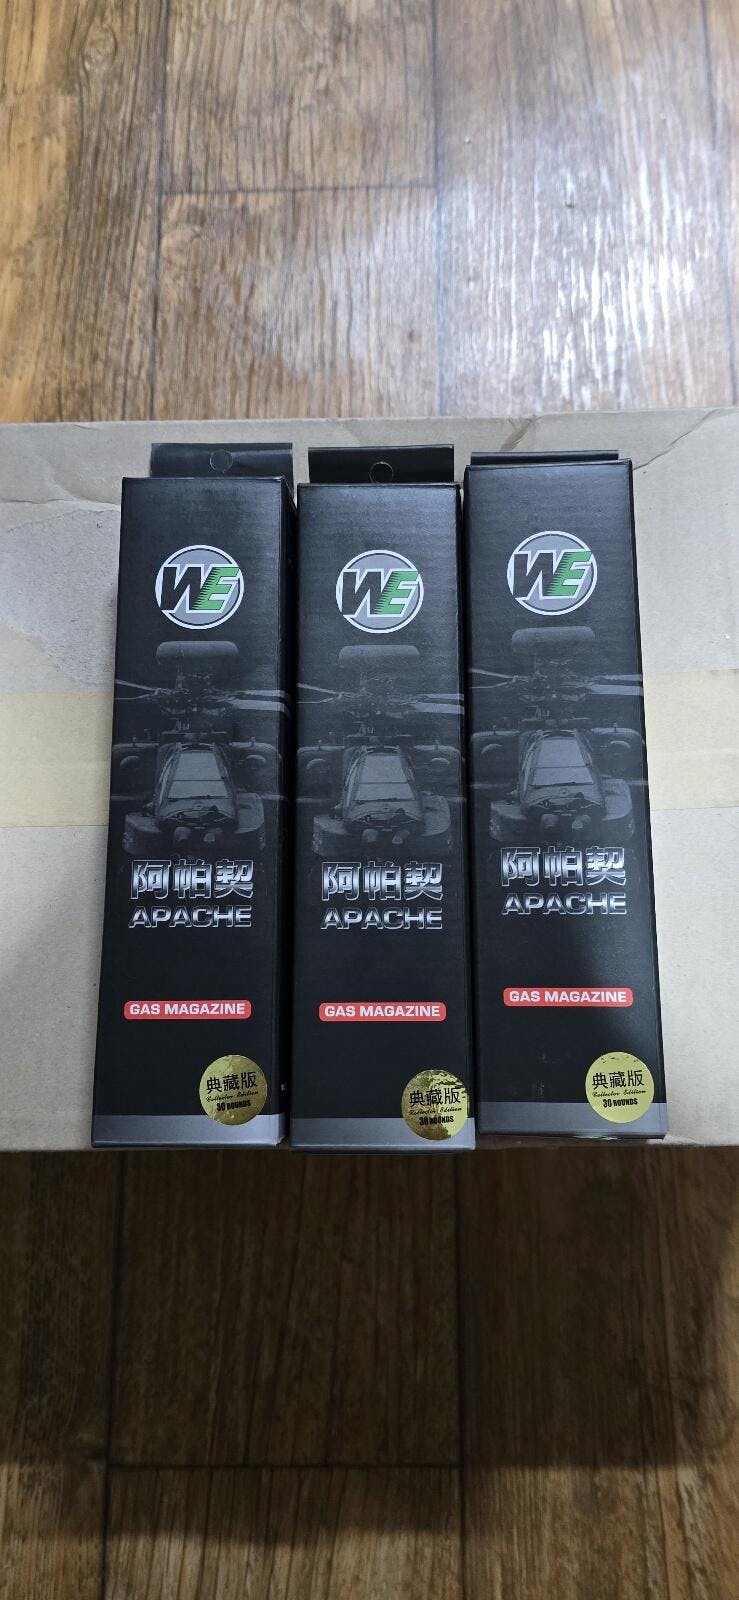 WE
阿帕契
APACHE
GAS MAGAZINE
典藏版
Collector Edition
30 ROUNDS
WE
阿帕契
APACHE
GAS MAGAZINE
典藏版
Collector Edition
30 ROUNDS
WE
阿帕契
APACHE
GAS MAGAZINE
典藏版
Collector Edition
30 ROUNDS